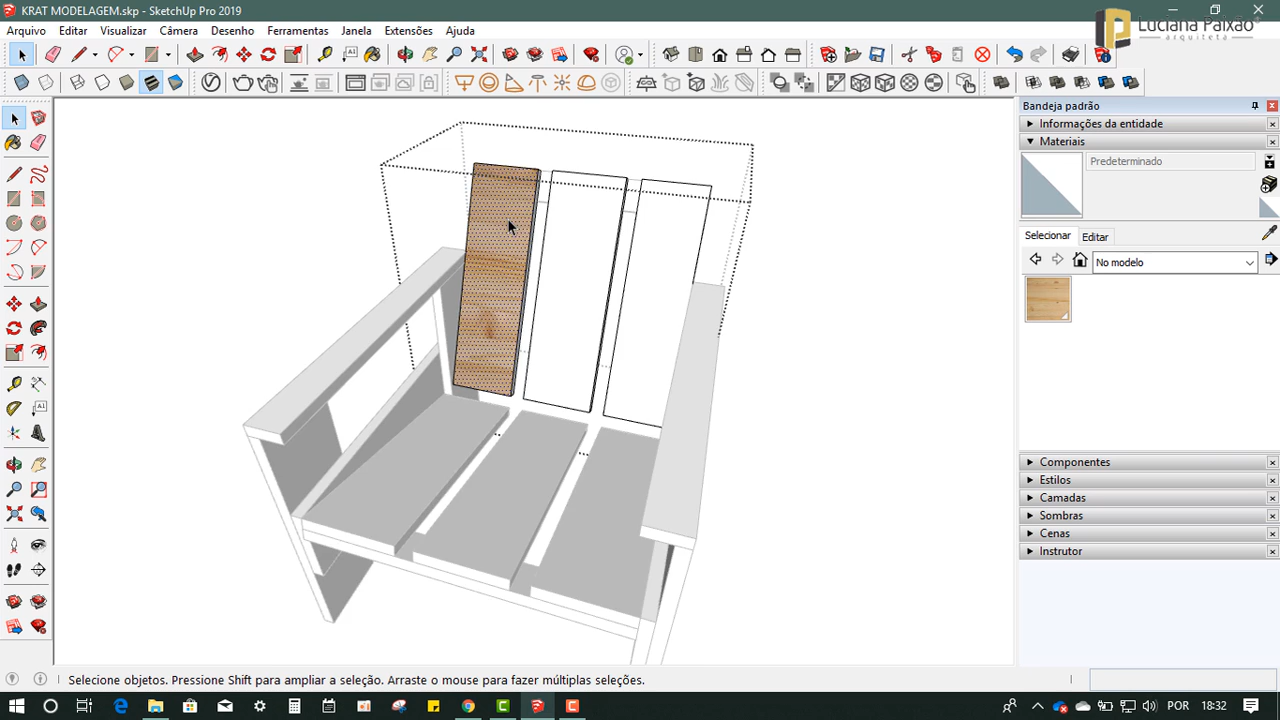 KRAT MODELAGEM.skp - SketchUp Pro 2019
Luciana Paixão
arquiteta
Arquivo Editar Visualizar Câmera Desenho Ferramentas Janela Extensões Ajuda
Bandeja padrão
Informações da entidade
Materiais
Predeterminado
Selecionar Editar
No modelo
Componentes
Estilos
Camadas
Sombras
Cenas
Instrutor
Selecione objetos. Pressione Shift para ampliar a seleção. Arraste o mouse para fazer múltiplas seleções.
POR 18:32